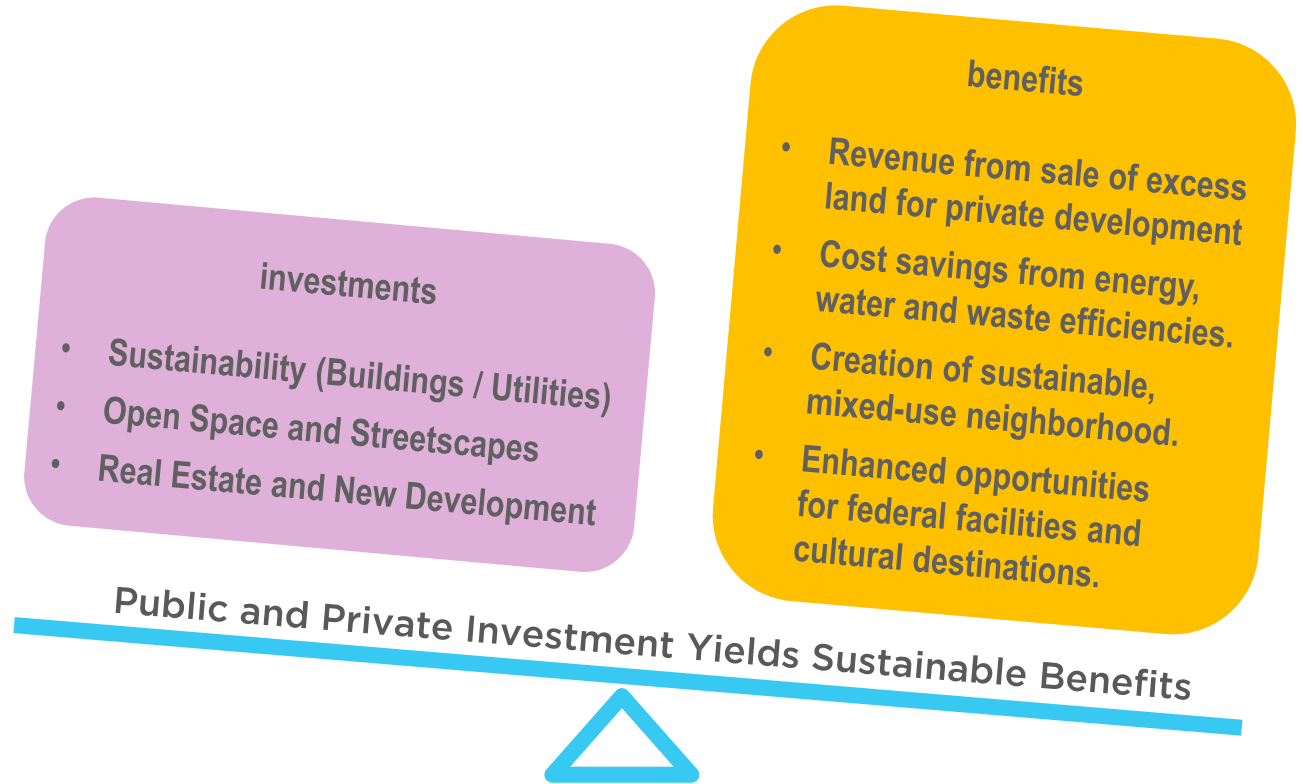 benefits
• Revenue from sale of excess
land for private development
• Cost savings from energy,
water and waste efficiencies.
• Creation of sustainable,
mixed-use neighborhood.
• Enhanced opportunities
for federal facilities and
cultural destinations.
investments
• Sustainability (Buildings / Utilities)
• Open Space and Streetscapes
• Real Estate and New Development
Public and Private Investment Yields Sustainable Benefits